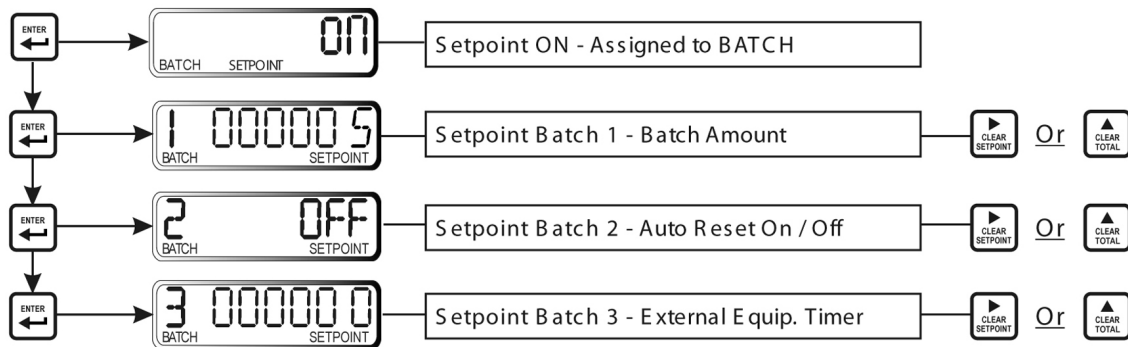 ENTER
ON
BATCH SETPOINT
Setpoint ON - Assigned to BATCH
ENTER
1 000005
BATCH SETPOINT
Setpoint Batch 1 - Batch Amount
CLEAR SETPOINT
Or
CLEAR TOTAL
ENTER
2 OFF
BATCH SETPOINT
Setpoint Batch 2 - Auto Reset On / Off
CLEAR SETPOINT
Or
CLEAR TOTAL
ENTER
3 000000
BATCH SETPOINT
Setpoint Batch 3 - External Equip. Timer
CLEAR SETPOINT
Or
CLEAR TOTAL